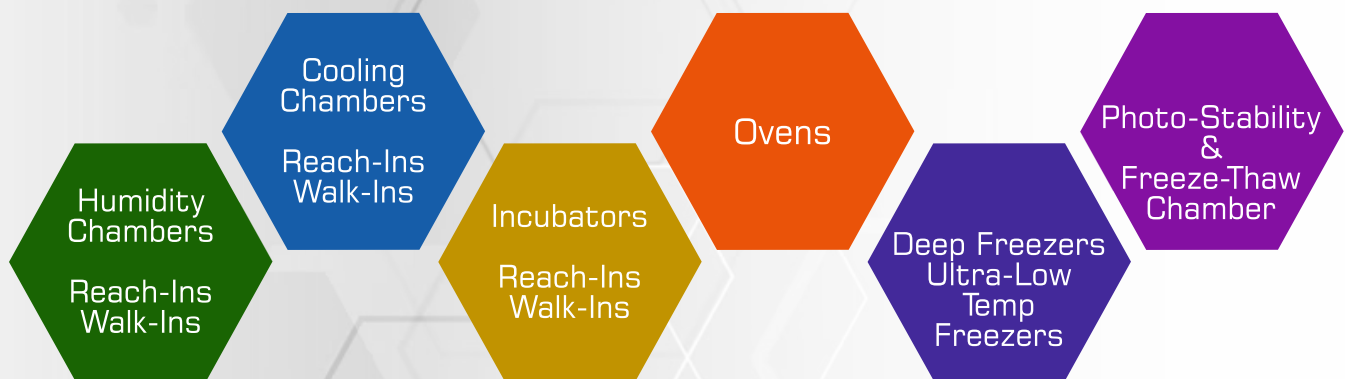 Humidity
Chambers
Reach-Ins
Walk-Ins
Cooling
Chambers
Reach-Ins
Walk-Ins
Incubators
Reach-Ins
Walk-Ins
Ovens
Deep Freezers
Ultra-Low
Temp
Freezers
Photo-Stability
&
Freeze-Thaw
Chamber